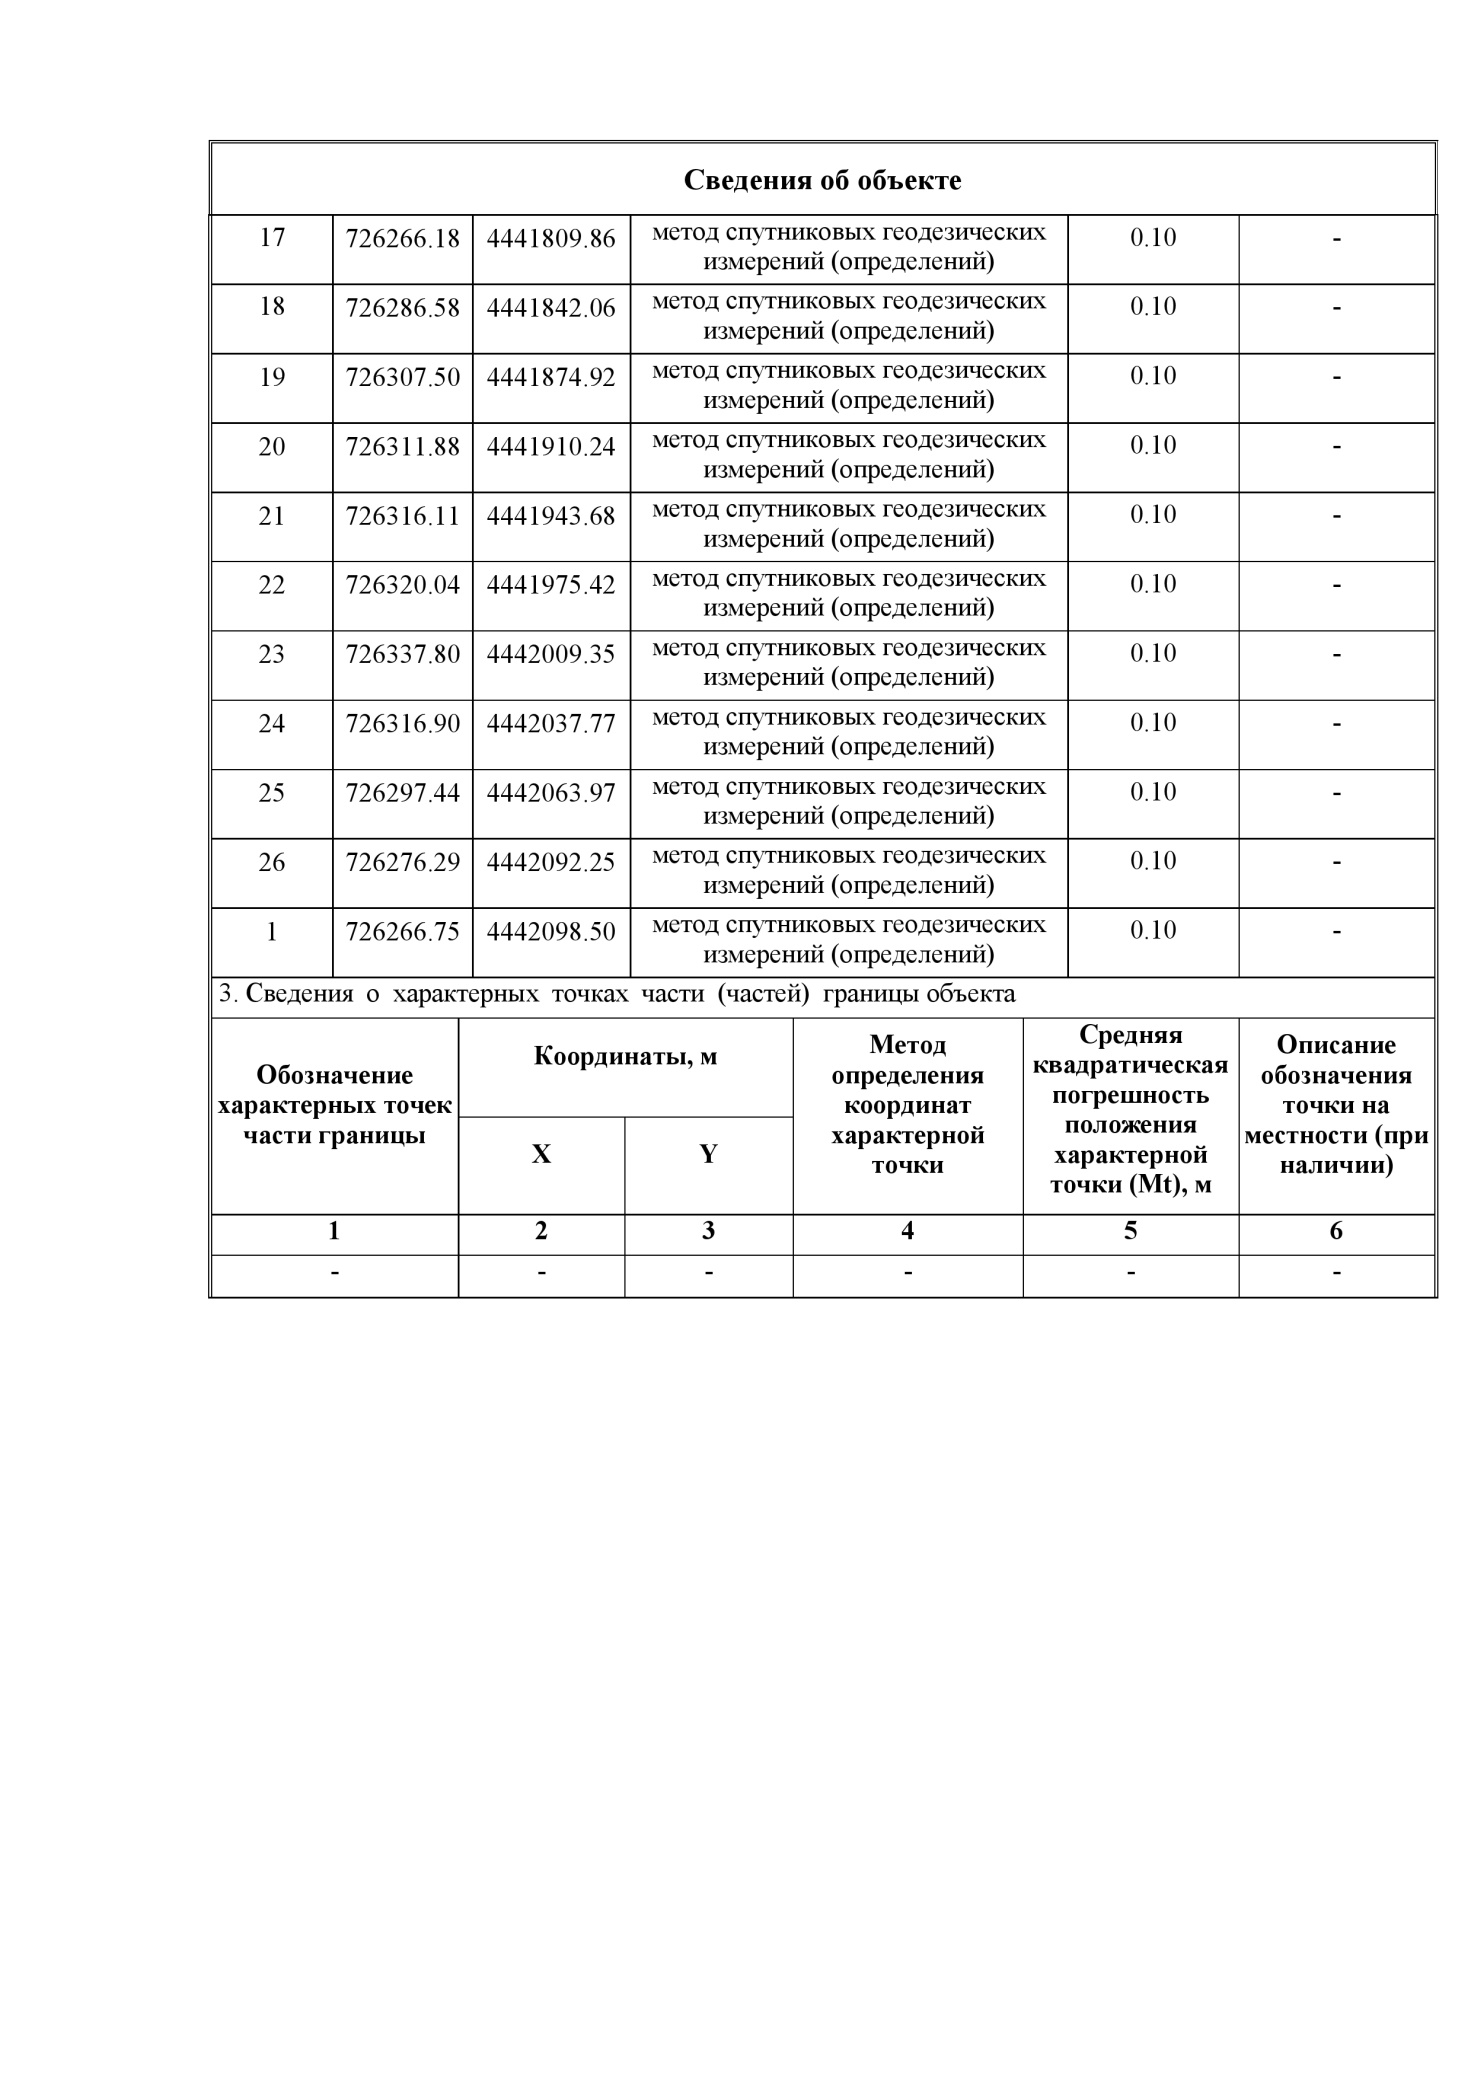 Сведения об объекте
17 726266.18 4441809.86 метод спутниковых геодезических измерений (определений) 0.10 -
18 726286.58 4441842.06 метод спутниковых геодезических измерений (определений) 0.10 -
19 726307.50 4441874.92 метод спутниковых геодезических измерений (определений) 0.10 -
20 726311.88 4441910.24 метод спутниковых геодезических измерений (определений) 0.10 -
21 726316.11 4441943.68 метод спутниковых геодезических измерений (определений) 0.10 -
22 726320.04 4441975.42 метод спутниковых геодезических измерений (определений) 0.10 -
23 726337.80 4442009.35 метод спутниковых геодезических измерений (определений) 0.10 -
24 726316.90 4442037.77 метод спутниковых геодезических измерений (определений) 0.10 -
25 726297.44 4442063.97 метод спутниковых геодезических измерений (определений) 0.10 -
26 726276.29 4442092.25 метод спутниковых геодезических измерений (определений) 0.10 -
1 726266.75 4442098.50 метод спутниковых геодезических измерений (определений) 0.10 -
3. Сведения о характерных точках части (частей) границы объекта
Обозначение
характерных точек
части границы
Координаты, м
X Y
Метод
определения
координат
характерной
точки
Средняя
квадратическая
погрешность
положения
характерной
точки (Mt), м
Описание
обозначения
точки на
местности (при
наличии)
1 2 3 4 5 6
- - - - - -